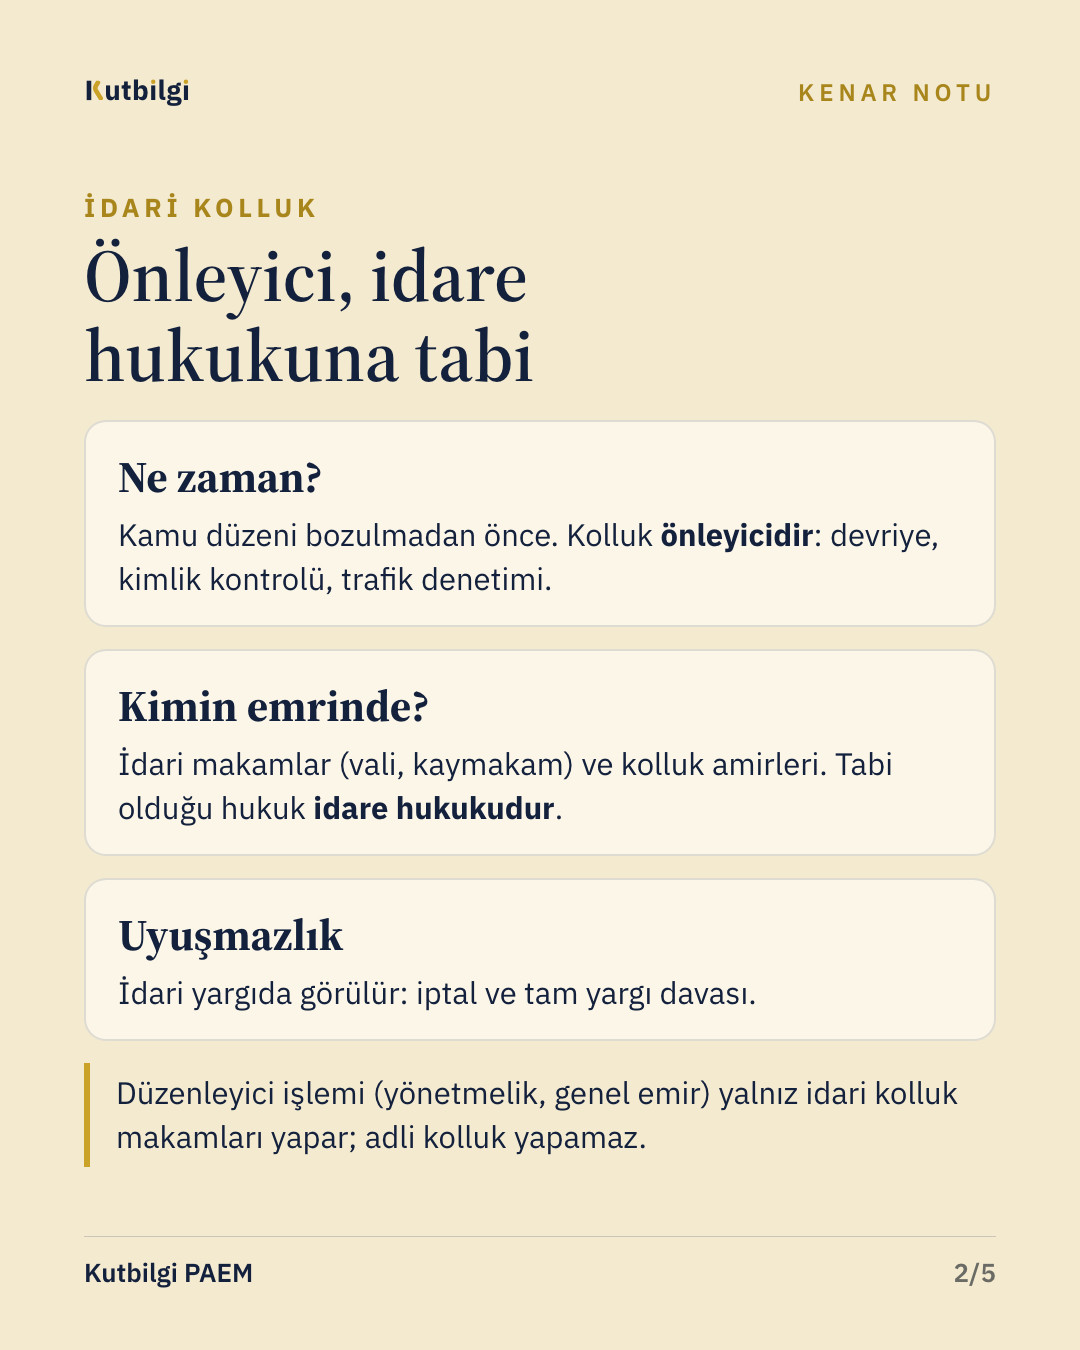 Kutbilgi
KENAR NOTU
İDARİ KOLLUK
Önleyici, idare
hukukuna tabi
Ne zaman?
Kamu düzeni bozulmadan önce. Kolluk önleyicidir: devriye,
kimlik kontrolü, trafik denetimi.
Kimin emrinde?
İdari makamlar (vali, kaymakam) ve kolluk amirleri. Tabi
olduğu hukuk idare hukukudur.
Uyuşmazlık
İdari yargıda görülür: iptal ve tam yargı davası.
Düzenleyici işlemi (yönetmelik, genel emir) yalnız idari kolluk
makamları yapar; adli kolluk yapamaz.
Kutbilgi PAEM
2/5